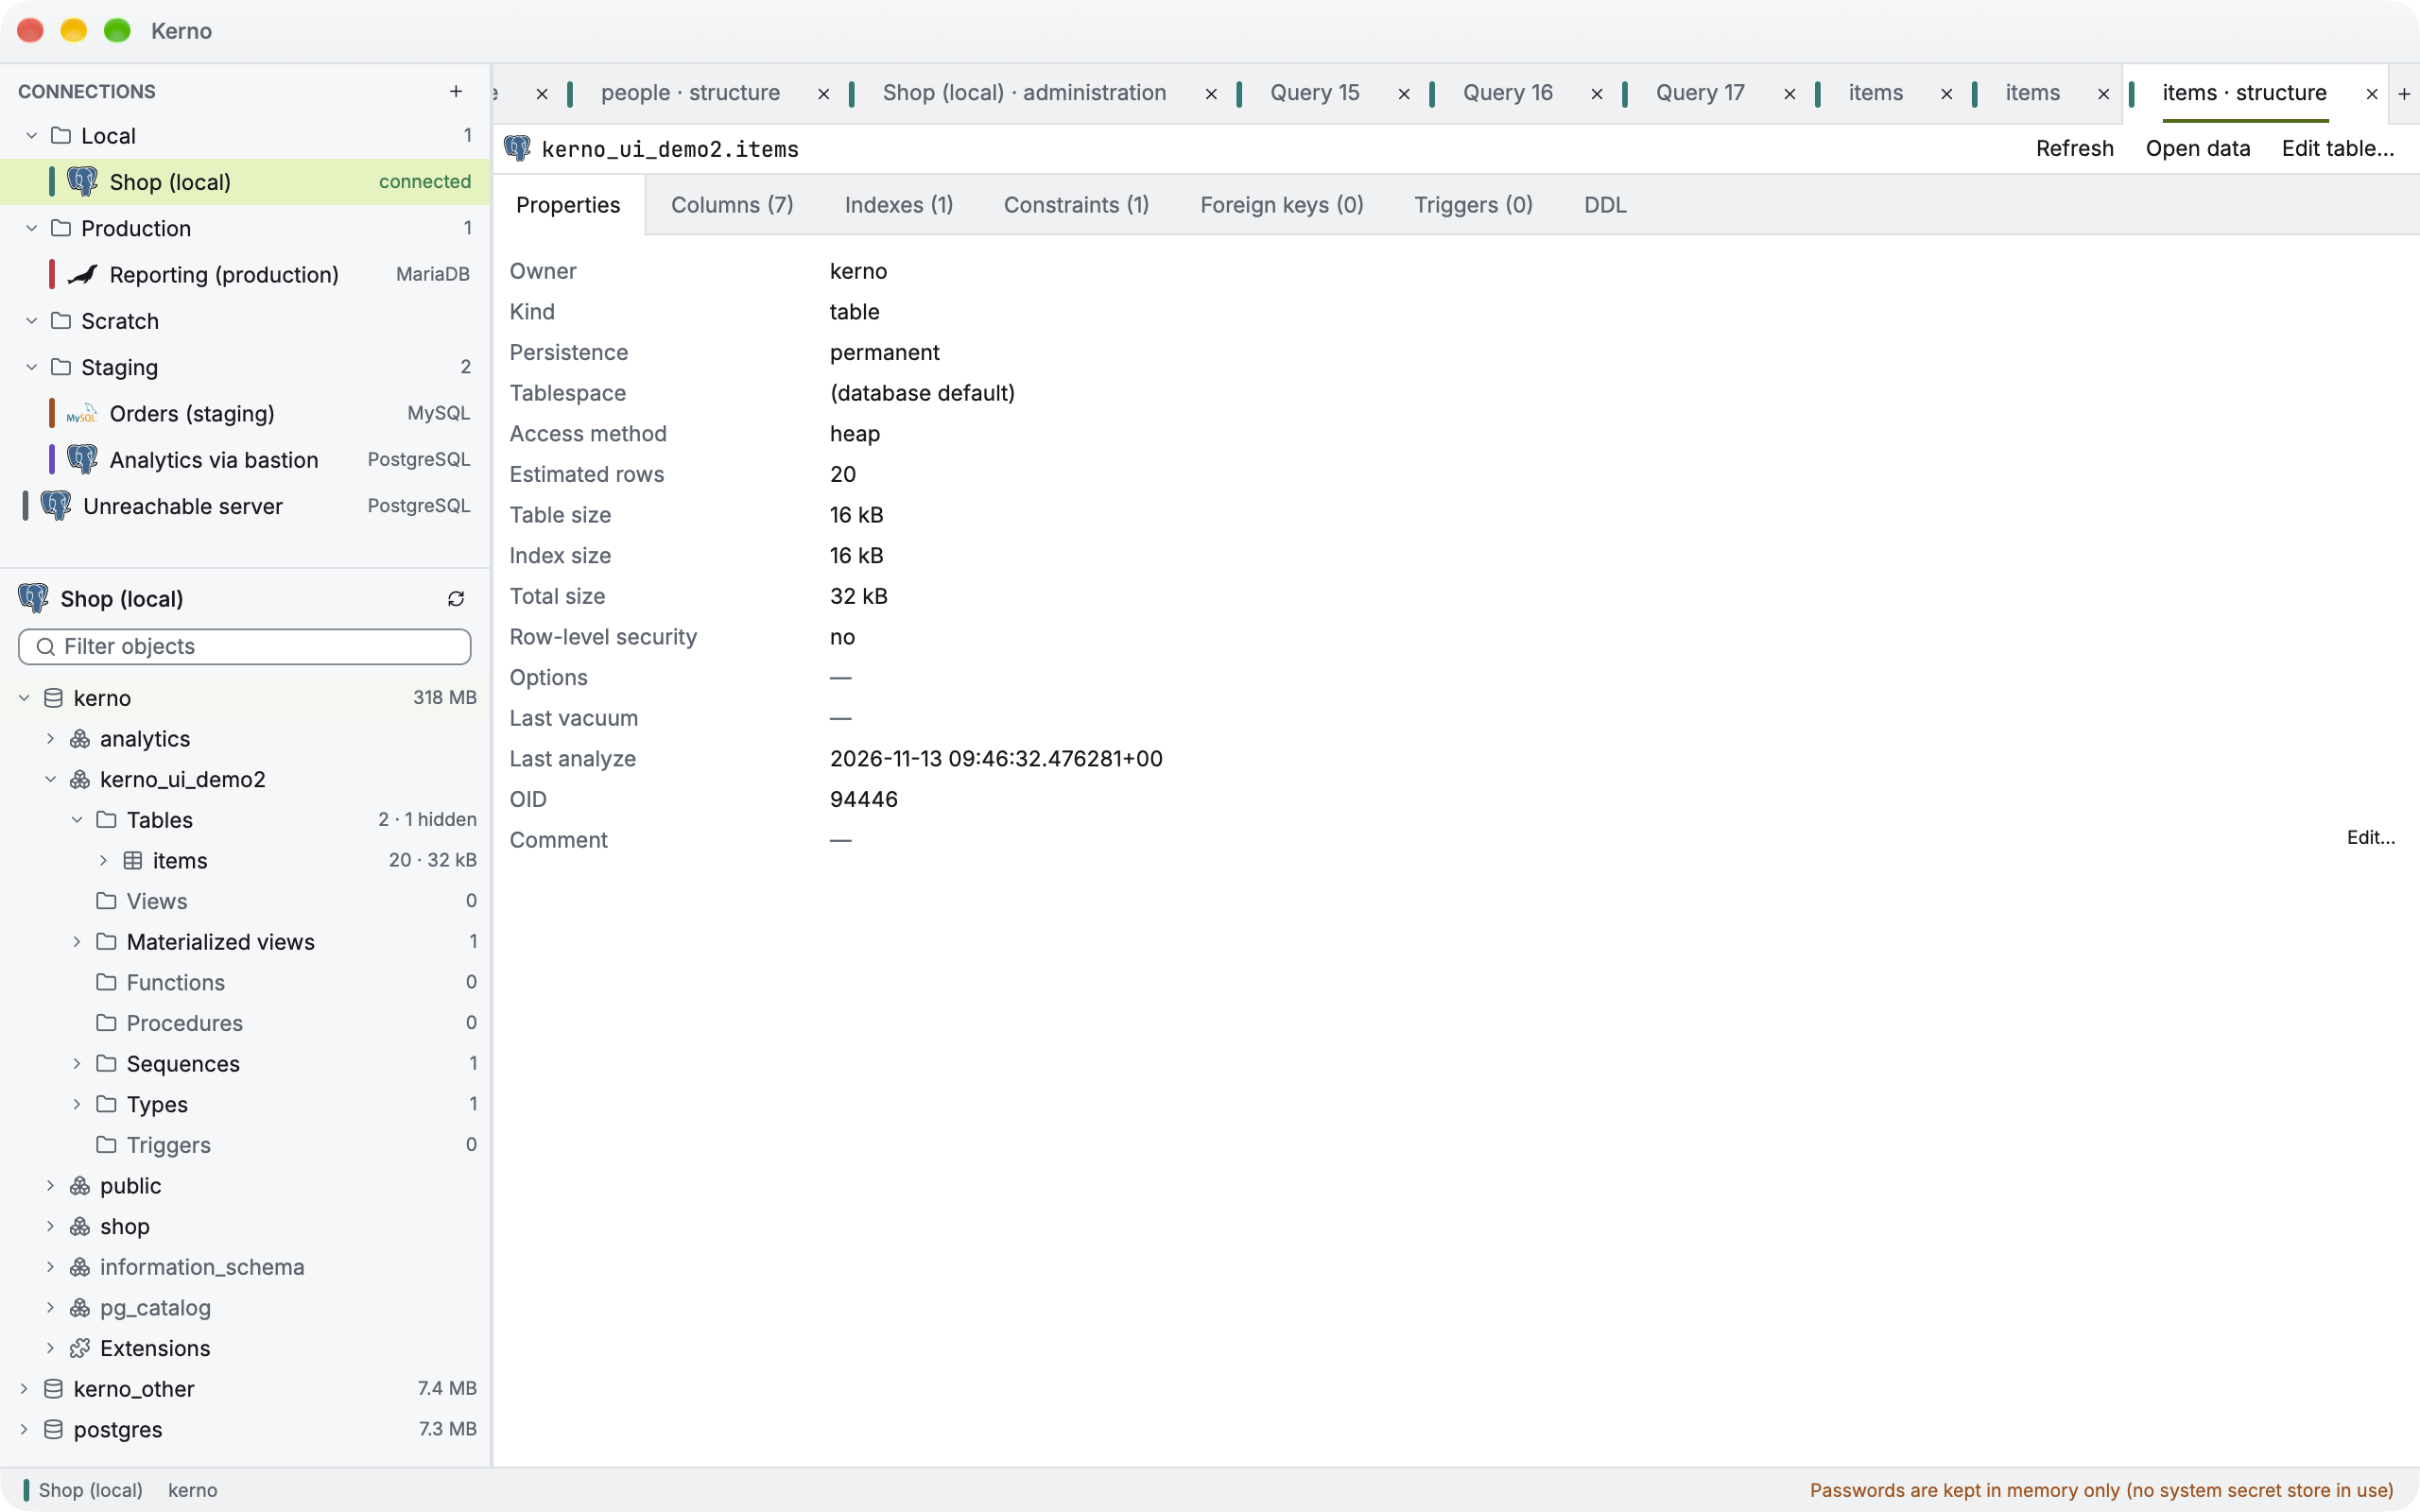 Kerno
CONNECTIONS
Local 1
Shop (local) connected
Production 1
Reporting (production) MariaDB
Scratch
Staging 2
MySQL Orders (staging) MySQL
Analytics via bastion PostgreSQL
Unreachable server PostgreSQL
Shop (local)
Filter objects
kerno 318 MB
analytics
kerno_ui_demo2
Tables 2 · 1 hidden
items 20 · 32 kB
Views 0
Materialized views 1
Functions 0
Procedures 0
Sequences 1
Types 1
Triggers 0
public
shop
information_schema
pg_catalog
Extensions
kerno_other 7.4 MB
postgres 7.3 MB
people · structure Shop (local) · administration Query 15 Query 16 Query 17 items items items · structure
kerno_ui_demo2.items Refresh Open data Edit table...
Properties Columns (7) Indexes (1) Constraints (1) Foreign keys (0) Triggers (0) DDL
Owner kerno
Kind table
Persistence permanent
Tablespace (database default)
Access method heap
Estimated rows 20
Table size 16 kB
Index size 16 kB
Total size 32 kB
Row-level security no
Options —
Last vacuum —
Last analyze 2026-11-13 09:46:32.476281+00
OID 94446
Comment — Edit...
Shop (local) kerno Passwords are kept in memory only (no system secret store in use)